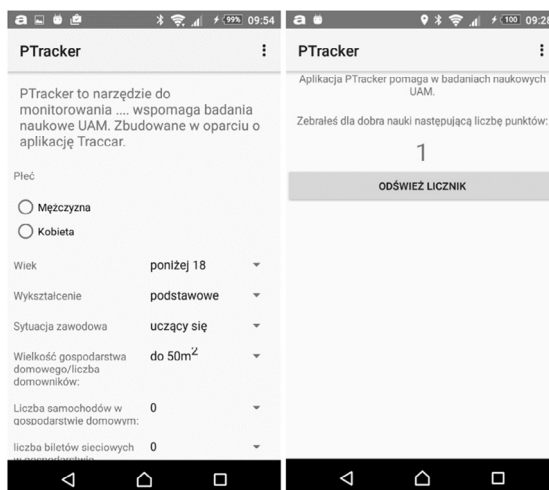 99% 09:54
PTracker
PTracker to narzędzie do
monitorowania .... wspomaga badania
naukowe UAM. Zbudowane w oparciu o
aplikację Traccar.
Płeć
Mężczyzna
Kobieta
Wiek poniżej 18
Wykształcenie podstawowe
Sytuacja zawodowa uczący się
Wielkość gospodarstwa do 50m²
domowego/liczba
domowników:
Liczba samochodów w 0
gospodarstwie domowym:
liczba biletów sieciowych 0
w gospodarstwie
100 09:28
PTracker
Aplikacja PTracker pomaga w badaniach naukowych
UAM.
Zebrałeś dla dobra nauki następującą liczbę punktów:
1
ODŚWIEŻ LICZNIK